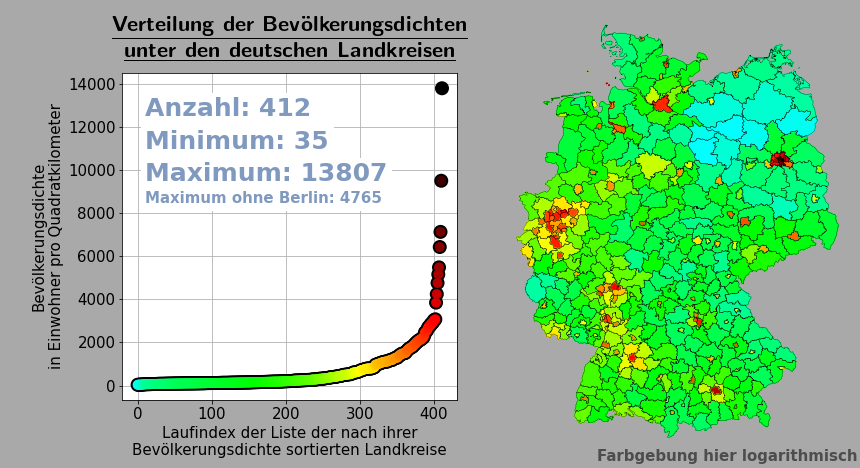 Verteilung der Bevölkerungsdichten
unter den deutschen Landkreisen
Bevölkerungsdichte
in Einwohner pro Quadratkilometer
14000
12000
10000
8000
6000
4000
2000
0
Anzahl: 412
Minimum: 35
Maximum: 13807
Maximum ohne Berlin: 4765
0 100 200 300 400
Laufindex der Liste der nach ihrer
Bevölkerungsdichte sortierten Landkreise
Farbgebung hier logarithmisch